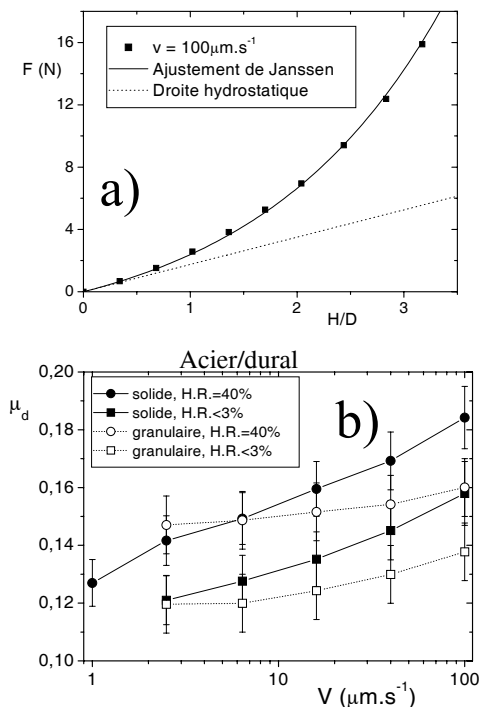 16
F (N)
v = 100μm.s⁻¹
Ajustement de Janssen
Droite hydrostatique
12
8
a)
4
0
0 1 2 3
H/D
Acier/dural
0,20
μd
solide, H.R.=40%
solide, H.R.<3%
granulaire, H.R.=40%
granulaire, H.R.<3%
b)
0,18
0,16
0,14
0,12
0,10
1 10 100
V (μm.s⁻¹)